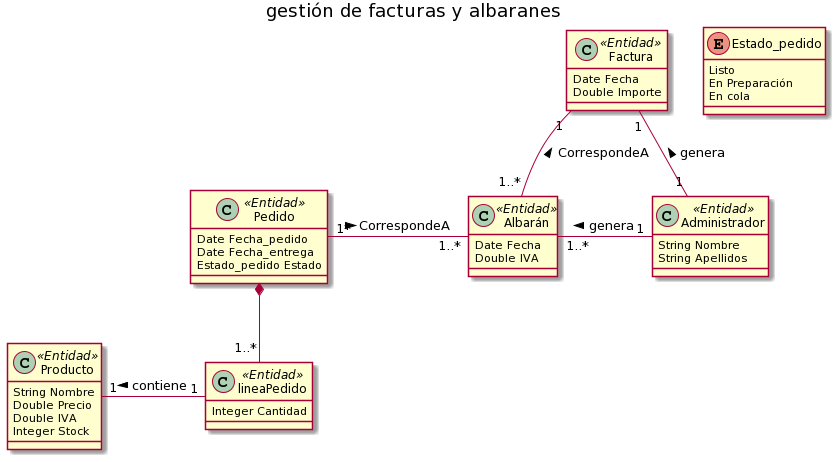 gestión de facturas y albaranes
C «Entidad»
Factura
Date Fecha
Double Importe
E Estado_pedido
Listo
En Preparación
En cola
1
1
CorrespondeA
genera
1..*
1
C «Entidad»
Pedido
Date Fecha_pedido
Date Fecha_entrega
Estado_pedido Estado
1
CorrespondeA
1..*
C «Entidad»
Albarán
Date Fecha
Double IVA
genera
1..*
1
C «Entidad»
Administrador
String Nombre
String Apellidos
1..*
C «Entidad»
Producto
String Nombre
Double Precio
Double IVA
Integer Stock
1
contiene
1
C «Entidad»
lineaPedido
Integer Cantidad